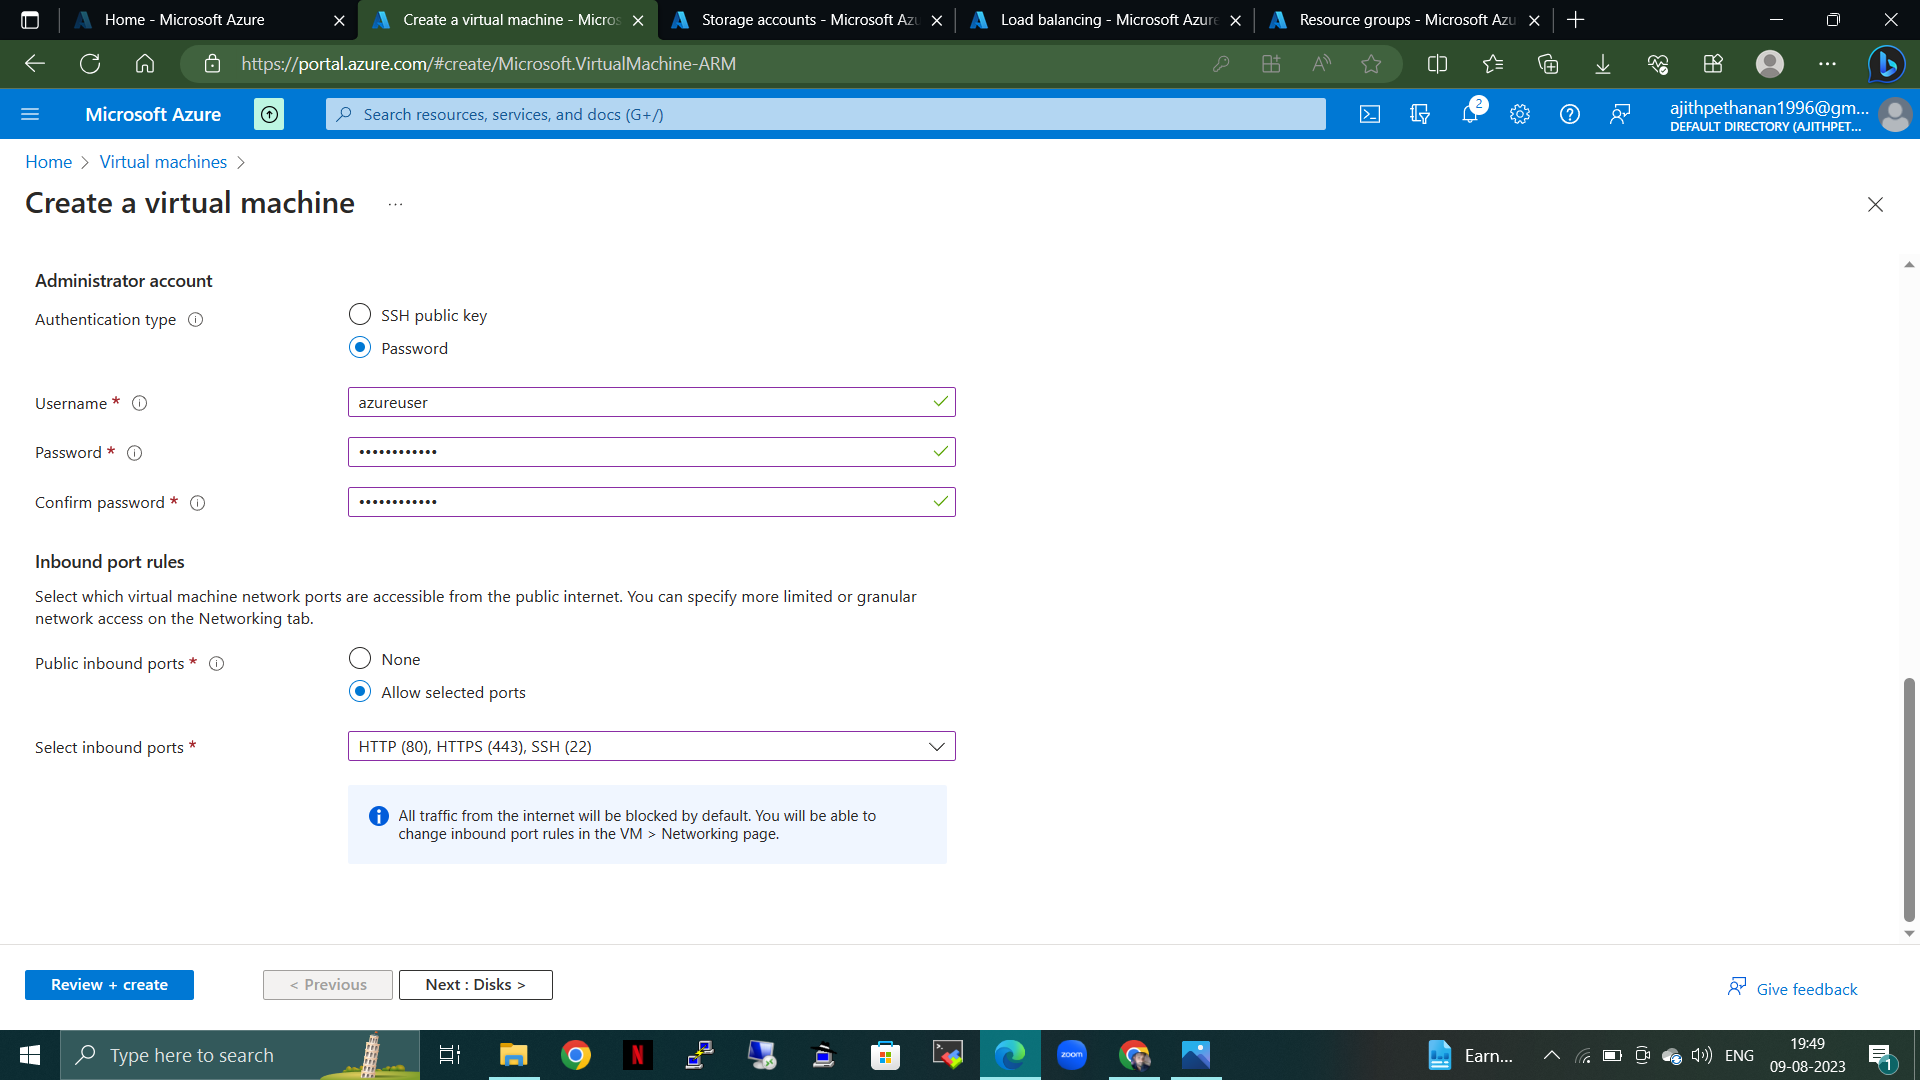 Home - Microsoft Azure
Create a virtual machine - Micros
Storage accounts - Microsoft Azu
Load balancing - Microsoft Azure
Resource groups - Microsoft Azu
https://portal.azure.com/#create/Microsoft.VirtualMachine-ARM
Microsoft Azure
Search resources, services, and docs (G+/)
2
ajithpethanan1996@gm...
DEFAULT DIRECTORY (AJITHPET...
Home > Virtual machines >
Create a virtual machine ...
Administrator account
Authentication type
SSH public key
Password
Username *
azureuser
Password *
••••••••••••
Confirm password *
••••••••••••
Inbound port rules
Select which virtual machine network ports are accessible from the public internet. You can specify more limited or granular
network access on the Networking tab.
Public inbound ports *
None
Allow selected ports
Select inbound ports *
HTTP (80), HTTPS (443), SSH (22)
All traffic from the internet will be blocked by default. You will be able to
change inbound port rules in the VM > Networking page.
Review + create
< Previous
Next : Disks >
Give feedback
Type here to search
N
zoom
Earn...
ENG
19:49
09-08-2023
1